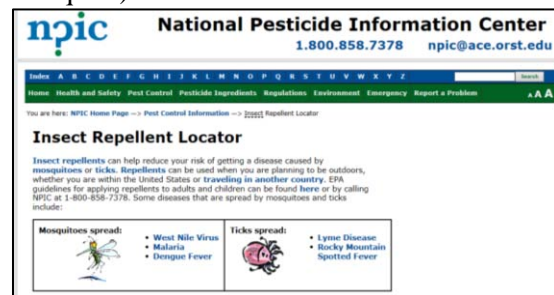 npic
National Pesticide Information Center
1.800.858.7378 npic@ace.orst.edu
Index A B C D E F G H I J K L M N O P Q R S T U V W X Y Z Search
Home Health and Safety Pest Control Pesticide Ingredients Regulations Environment Emergency Report a Problem A A A
You are here: NPIC Home Page --> Pest Control Information --> Insect Repellent Locator
Insect Repellent Locator
Insect repellents can help reduce your risk of getting a disease caused by
mosquitoes or ticks. Repellents can be used when you are planning to be outdoors,
whether you are within the United States or traveling in another country. EPA
guidelines for applying repellents to adults and children can be found here or by calling
NPIC at 1-800-858-7378. Some diseases that are spread by mosquitoes and ticks
include:
Mosquitoes spread:
• West Nile Virus
• Malaria
• Dengue Fever
Ticks spread:
• Lyme Disease
• Rocky Mountain
Spotted Fever